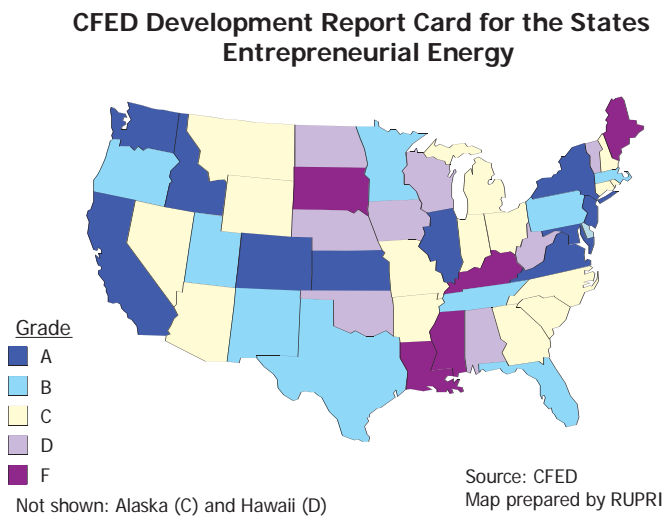 CFED Development Report Card for the States
Entrepreneurial Energy
Grade
A
B
C
D
F
Not shown: Alaska (C) and Hawaii (D)
Source: CFED
Map prepared by RUPRI